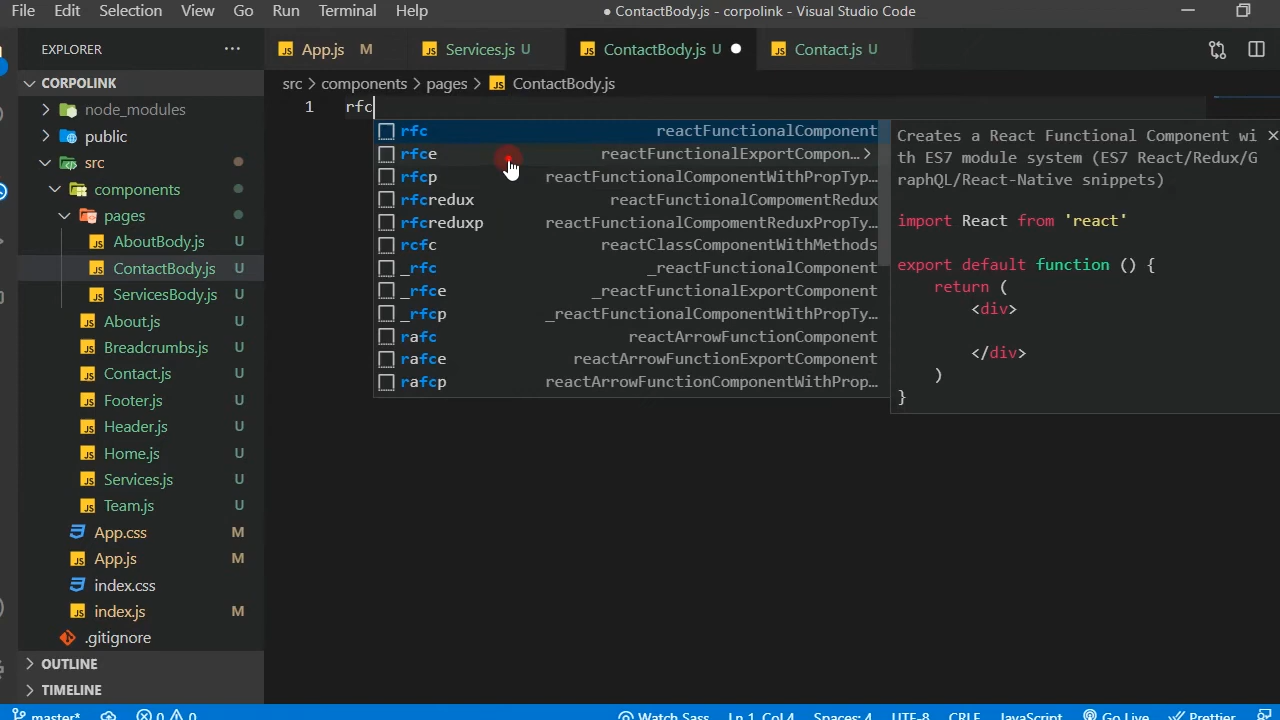 File Edit Selection View Go Run Terminal Help ● ContactBody.js - corpolink - Visual Studio Code
EXPLORER ... App.js M Services.js U ContactBody.js U Contact.js U
CORPOLINK src > components > pages > ContactBody.js
node_modules
public
src
components
pages
AboutBody.js U
ContactBody.js U
ServicesBody.js U
About.js U
Breadcrumbs.js U
Contact.js U
Footer.js U
Header.js U
Home.js U
Services.js U
Team.js U
App.css M
App.js M
index.css
index.js M
.gitignore
OUTLINE
TIMELINE
1 rfc
rfc reactFunctionalComponent
rfce reactFunctionalExportCompon…
rfcp reactFunctionalComponentWithPropTyp…
rfcredux reactFunctionalCompomentRedux
rfcreduxp reactFunctionalCompomentReduxPropTy…
rcfc reactClassCompomentWithMethods
_rfc _reactFunctionalComponent
_rfce _reactFunctionalExportComponent
_rfcp _reactFunctionalComponentWithPropTy…
rafc reactArrowFunctionComponent
rafce reactArrowFunctionExportComponent
rafcp reactArrowFunctionComponentWithProp…
Creates a React Functional Component wi
th ES7 module system (ES7 React/Redux/G
raphQL/React-Native snippets)
import React from 'react'
export default function () {
return (
<div>
</div>
)
}
master* 0 0 Watch Sass Ln 1, Col 4 Spaces: 4 UTF-8 CRLF JavaScript Go Live Prettier